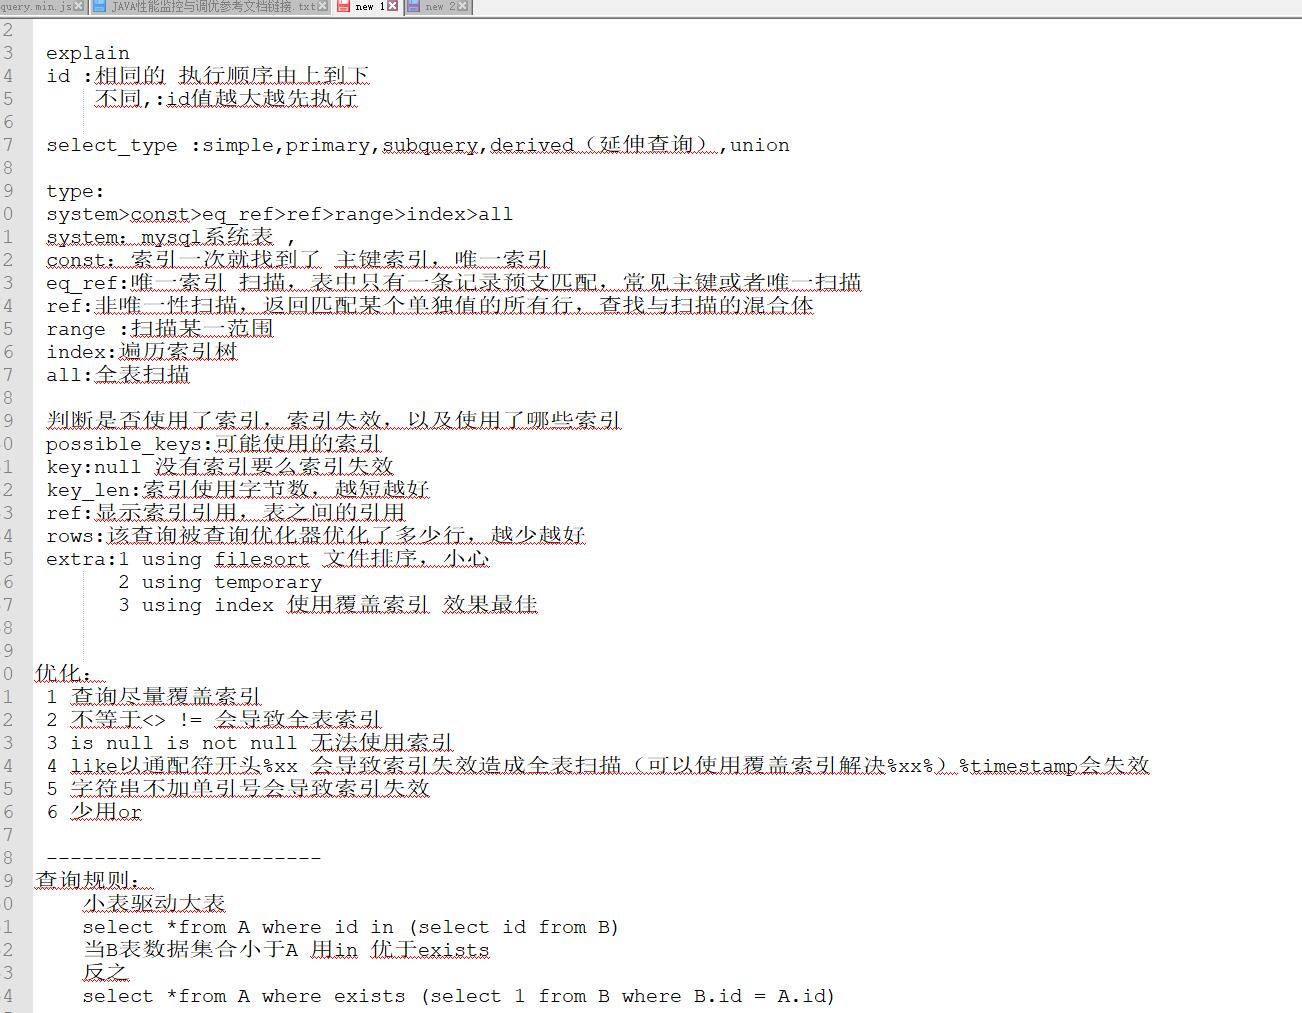 query.min.js JAVA性能监控与调优参考文档链接.txt new 1 new 2
2
3 explain
4 id :相同的 执行顺序由上到下
5 不同,:id值越大越先执行
6
7 select_type :simple,primary,subquery,derived（延伸查询）,union
8
9 type:
0 system>const>eq_ref>ref>range>index>all
1 system: mysql系统表 ,
2 const: 索引一次就找到了 主键索引，唯一索引
3 eq_ref:唯一索引 扫描，表中只有一条记录预支匹配，常见主键或者唯一扫描
4 ref:非唯一性扫描，返回匹配某个单独值的所有行，查找与扫描的混合体
5 range :扫描某一范围
6 index:遍历索引树
7 all:全表扫描
8
9 判断是否使用了索引，索引失效，以及使用了哪些索引
0 possible_keys:可能使用的索引
1 key:null 没有索引要么索引失效
2 key_len:索引使用字节数，越短越好
3 ref:显示索引引用，表之间的引用
4 rows:该查询被查询优化器优化了多少行，越少越好
5 extra:1 using filesort 文件排序，小心
6 2 using temporary
7 3 using index 使用覆盖索引 效果最佳
8
9
0 优化：
1 1 查询尽量覆盖索引
2 2 不等于<> != 会导致全表索引
3 3 is null is not null 无法使用索引
4 4 like以通配符开头%xx 会导致索引失效造成全表扫描（可以使用覆盖索引解决%xx%）%timestamp会失效
5 5 字符串不加单引号会导致索引失效
6 6 少用or
7
8 -----------------------
9 查询规则：
0 小表驱动大表
1 select *from A where id in (select id from B)
2 当B表数据集合小于A 用in 优于exists
3 反之
4 select *from A where exists (select 1 from B where B.id = A.id)